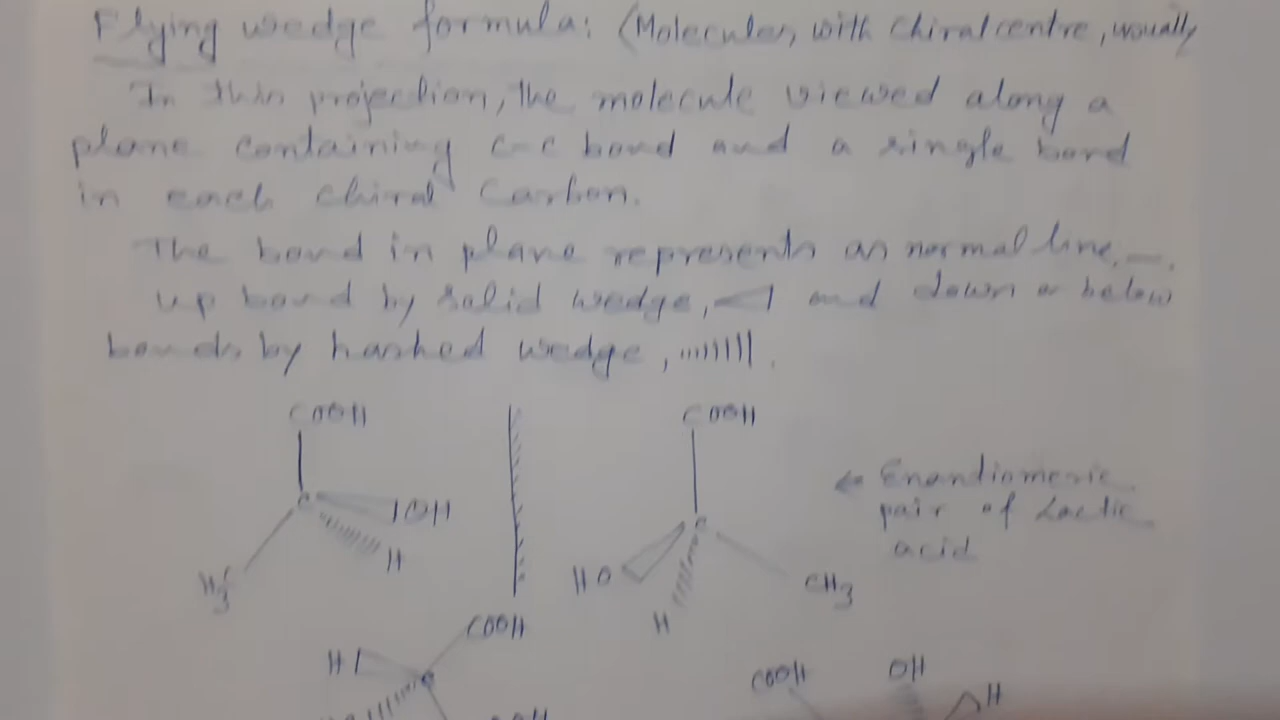 Flying wedge formula: (Molecules, with Chiral centre, usually
In this projection, the molecule viewed along a
plane containing C-C bond and a single bond
in each chiral Carbon.
The bond in plane represents as normal line, —.
up bond by solid wedge, and down or below
bonds by hashed wedge,
COOH
C
OH
H
H3C
COOH
C
HO
H
CH3
← Enantiomeric
pair of Lactic
acid
COOH
H
C
COOH
OH
H